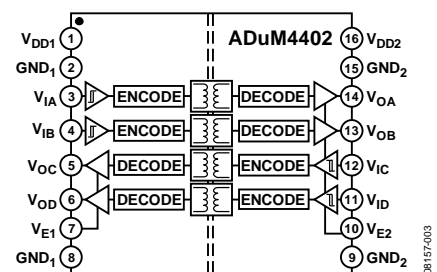 ADuM4402
VDD1 1 16 VDD2
GND1 2 15 GND2
VIA 3 ENCODE DECODE 14 VOA
VIB 4 ENCODE DECODE 13 VOB
VOC 5 DECODE ENCODE 12 VIC
VOD 6 DECODE ENCODE 11 VID
VE1 7 10 VE2
GND1 8 9 GND2
08157-003